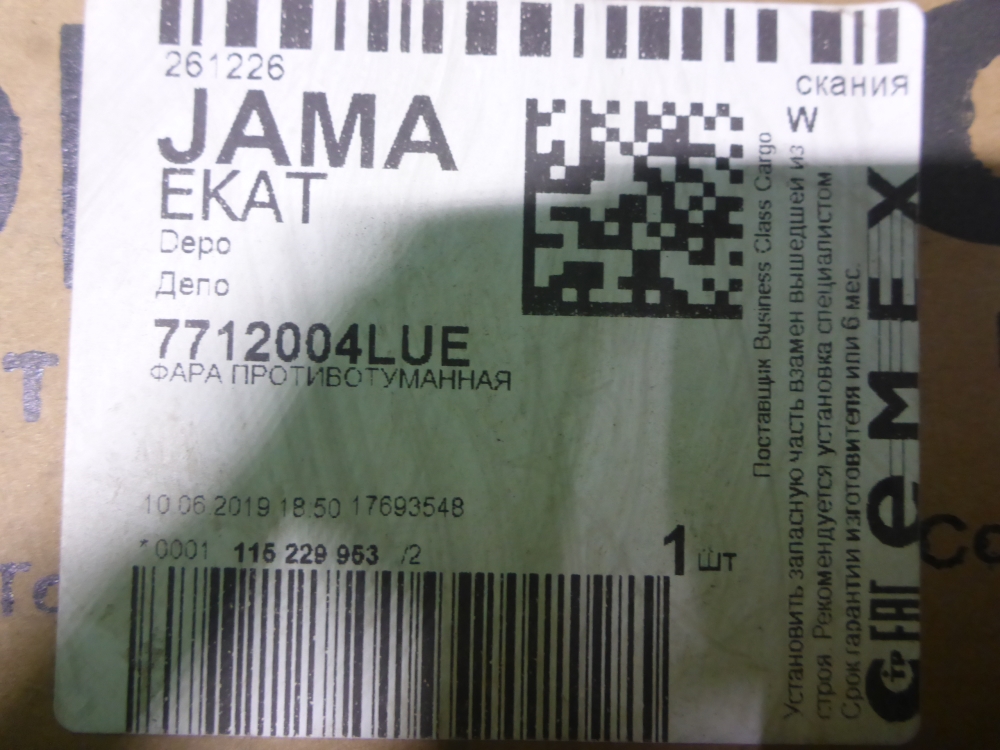 261226
скания
JAMA
W
EKAT
Depo
Депо
7712004LUE
ФАРА ПРОТИВОТУМАННАЯ
10.06.2019 18:50 17693548
*0001 115 229 953 /2
1 шт
Поставщик Business Class Cargo
Установить запасную часть взамен вышедшей из
строя. Рекомендуется установка специалистом
Срок гарантии изготовителя или 6 мес.
emex
EAC
TP